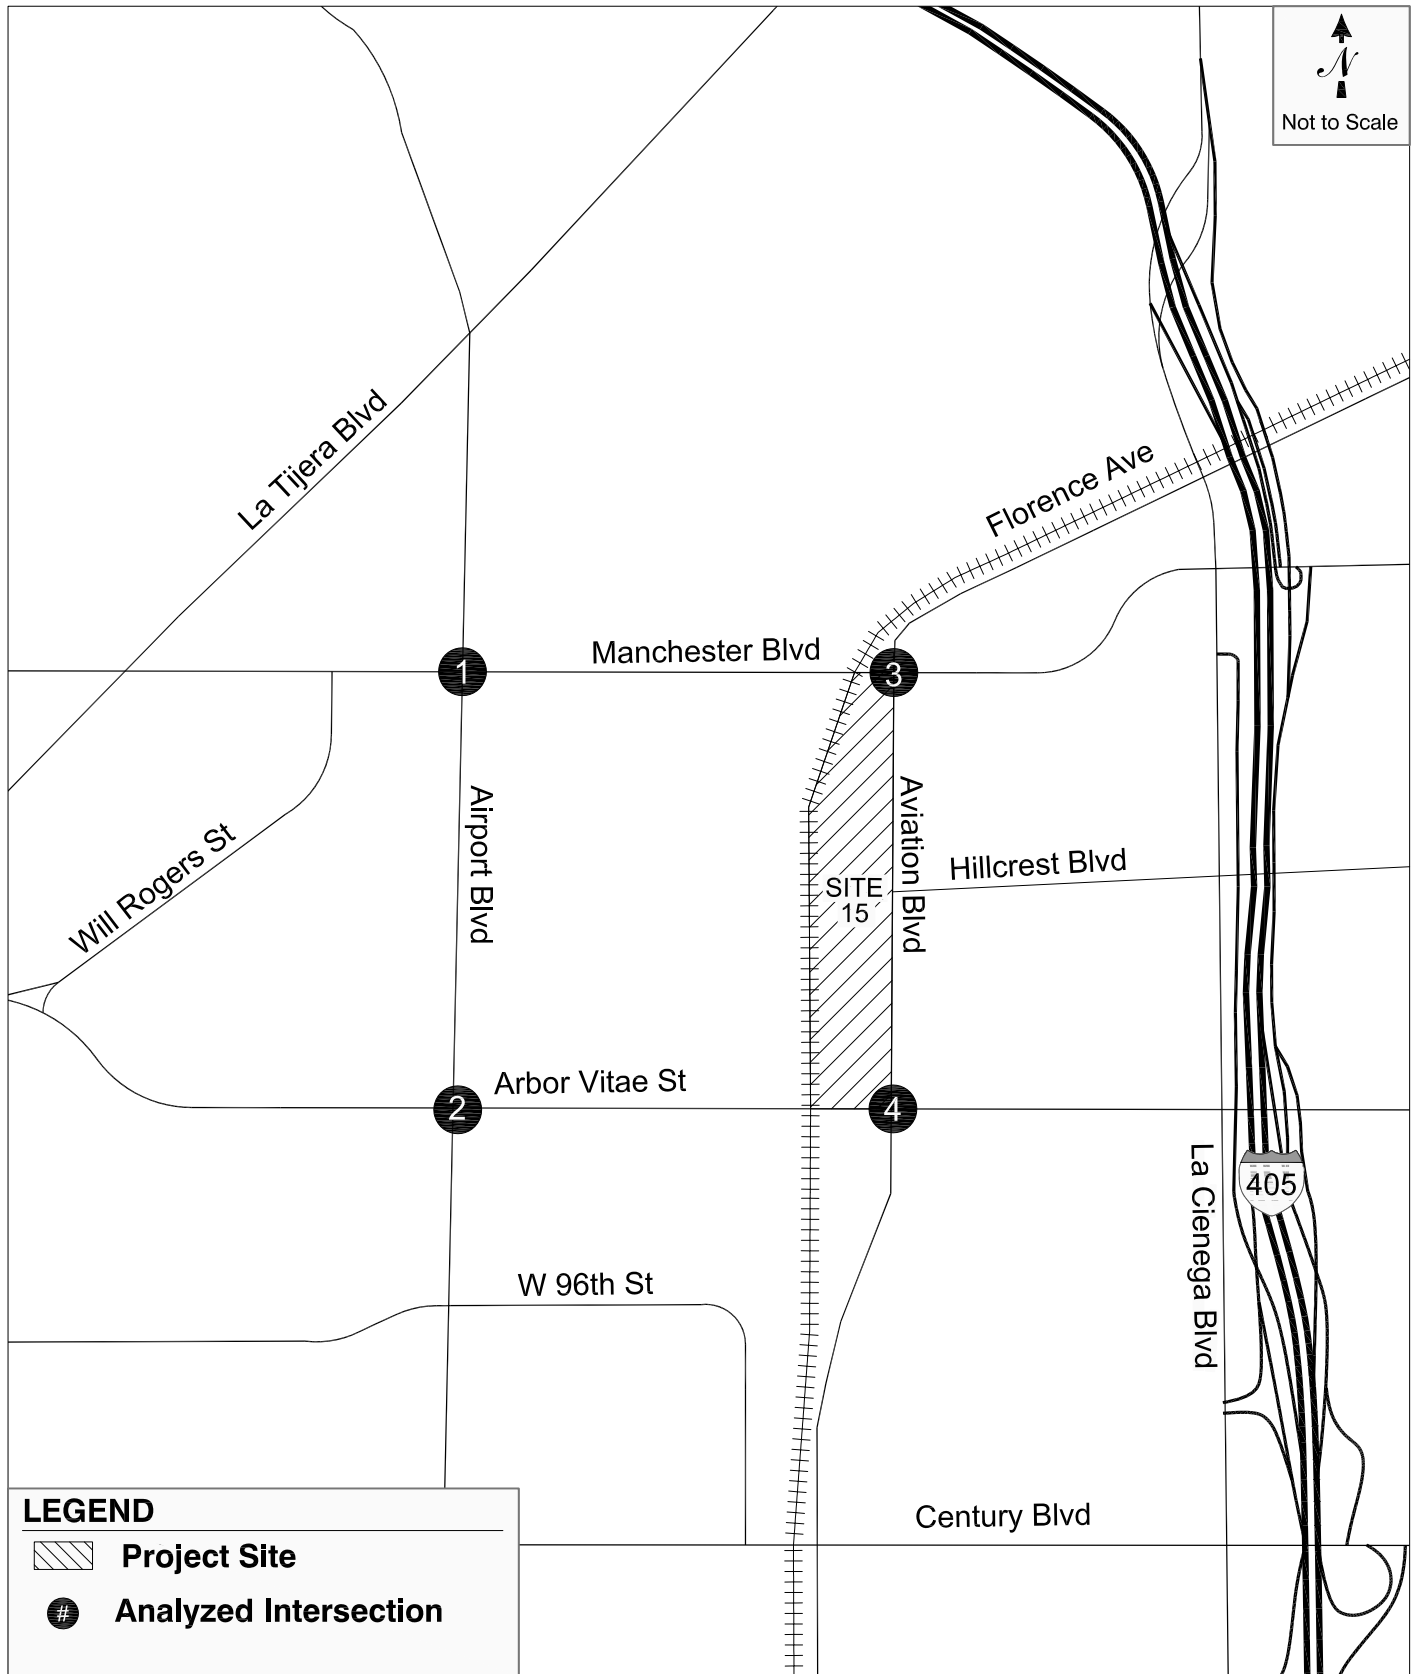 N
Not to Scale
La Tijera Blvd
Florence Ave
Manchester Blvd
1
3
Airport Blvd
Aviation Blvd
Hillcrest Blvd
Will Rogers St
SITE
15
Arbor Vitae St
2
4
La Cienega Blvd
405
W 96th St
Century Blvd
LEGEND
Project Site
# Analyzed Intersection